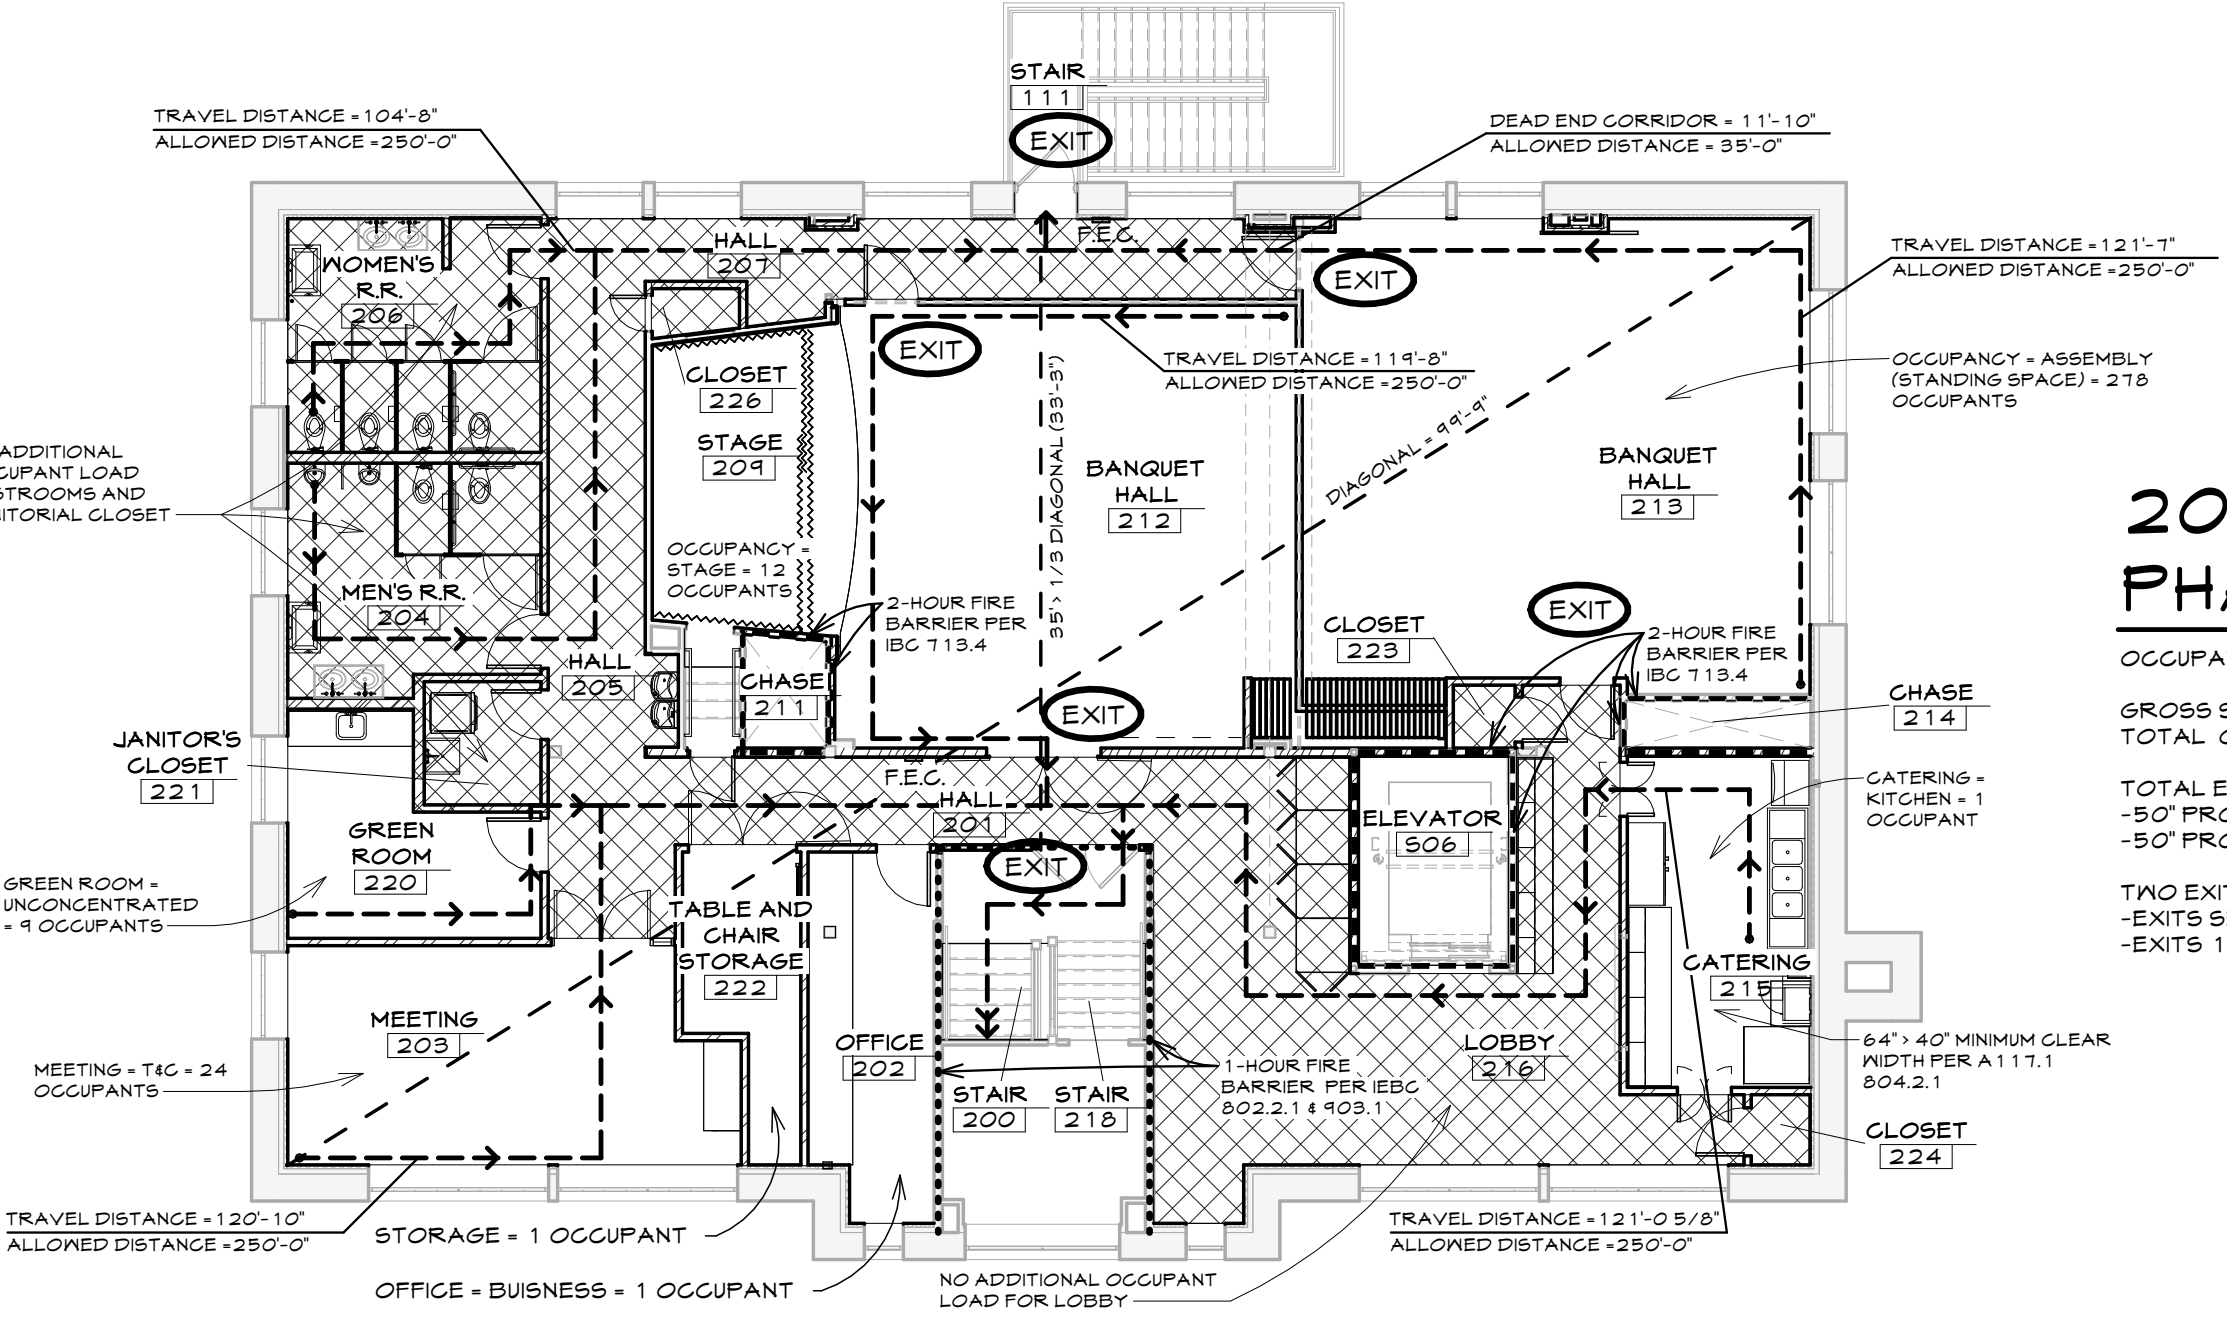 STAIR
111
EXIT
TRAVEL DISTANCE = 104'-8"
ALLOWED DISTANCE = 250'-0"
DEAD END CORRIDOR = 11'-10"
ALLOWED DISTANCE = 35'-0"
HALL
207
F.E.C.
WOMEN'S
R.R.
206
EXIT
TRAVEL DISTANCE = 121'-7"
ALLOWED DISTANCE = 250'-0"
EXIT
TRAVEL DISTANCE = 119'-8"
ALLOWED DISTANCE = 250'-0"
OCCUPANCY = ASSEMBLY
(STANDING SPACE) = 278
OCCUPANTS
CLOSET
226
STAGE
209
35' > 1/3 DIAGONAL (33'-3")
DIAGONAL = 99'-9"
BANQUET
HALL
212
BANQUET
HALL
213
ADDITIONAL
CUPANT LOAD
STROOMS AND
NITORIAL CLOSET
OCCUPANCY =
STAGE = 12
OCCUPANTS
20
PHA
MEN'S R.R.
204
2-HOUR FIRE
BARRIER PER
IBC 713.4
EXIT
CLOSET
223
2-HOUR FIRE
BARRIER PER
IBC 713.4
HALL
205
CHASE
211
EXIT
CHASE
214
OCCUPA
GROSS S
TOTAL
JANITOR'S
CLOSET
221
F.E.C.
HALL
201
CATERING =
KITCHEN = 1
OCCUPANT
TOTAL E
-50" PRO
-50" PRO
ELEVATOR
S06
GREEN
ROOM
220
EXIT
GREEN ROOM =
UNCONCENTRATED
= 9 OCCUPANTS
TWO EXIT
-EXITS SE
-EXITS 1
TABLE AND
CHAIR
STORAGE
222
CATERING
215
MEETING
203
OFFICE
202
LOBBY
216
64" > 40" MINIMUM CLEAR
WIDTH PER A117.1
804.2.1
MEETING = T&C = 24
OCCUPANTS
STAIR
200
STAIR
218
1-HOUR FIRE
BARRIER PER IEBC
802.2.1 & 903.1
CLOSET
224
TRAVEL DISTANCE = 120'-10"
ALLOWED DISTANCE = 250'-0"
STORAGE = 1 OCCUPANT
OFFICE = BUISNESS = 1 OCCUPANT
TRAVEL DISTANCE = 121'-0 5/8"
ALLOWED DISTANCE = 250'-0"
NO ADDITIONAL OCCUPANT
LOAD FOR LOBBY